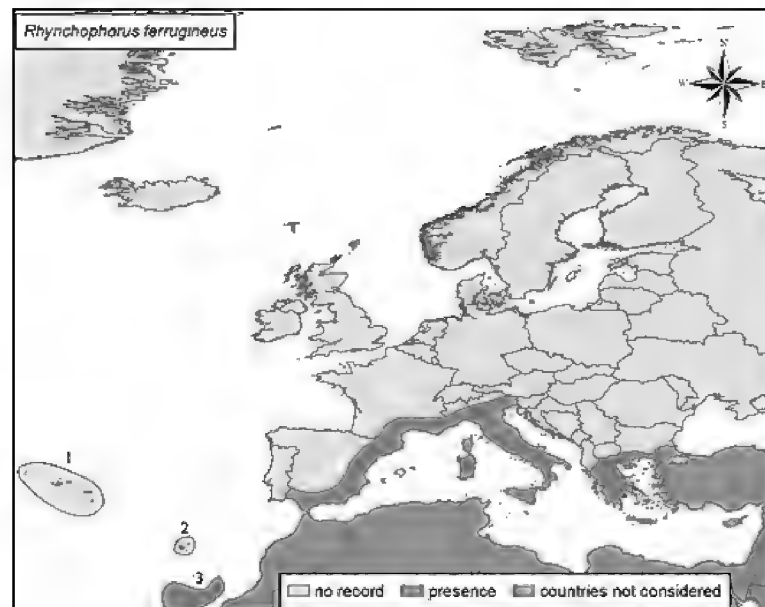 Rhynchophorus ferrugineus
N
W E
S
1
2
3
no record presence countries not considered